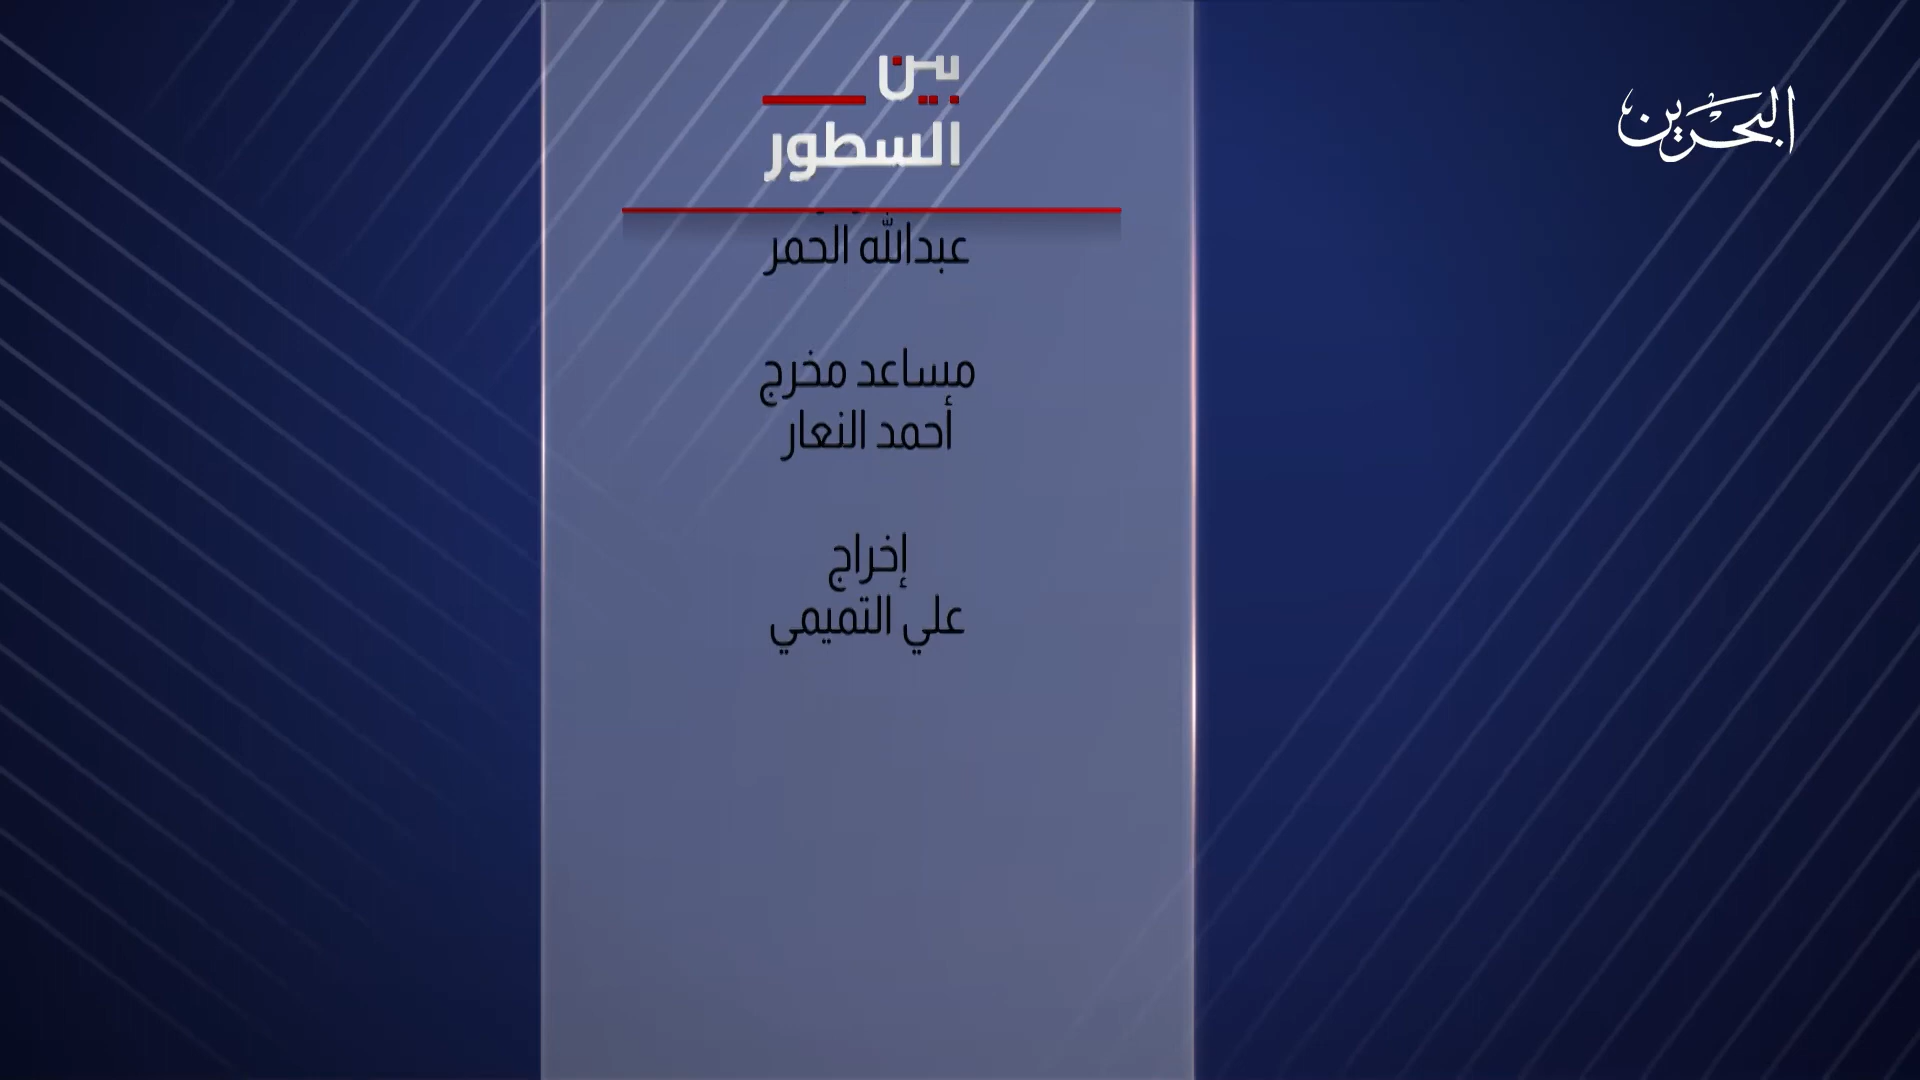 بين
السطور
البحرين
عبدالله الحمر
مساعد مخرج
أحمد النعار
إخراج
علي التميمي